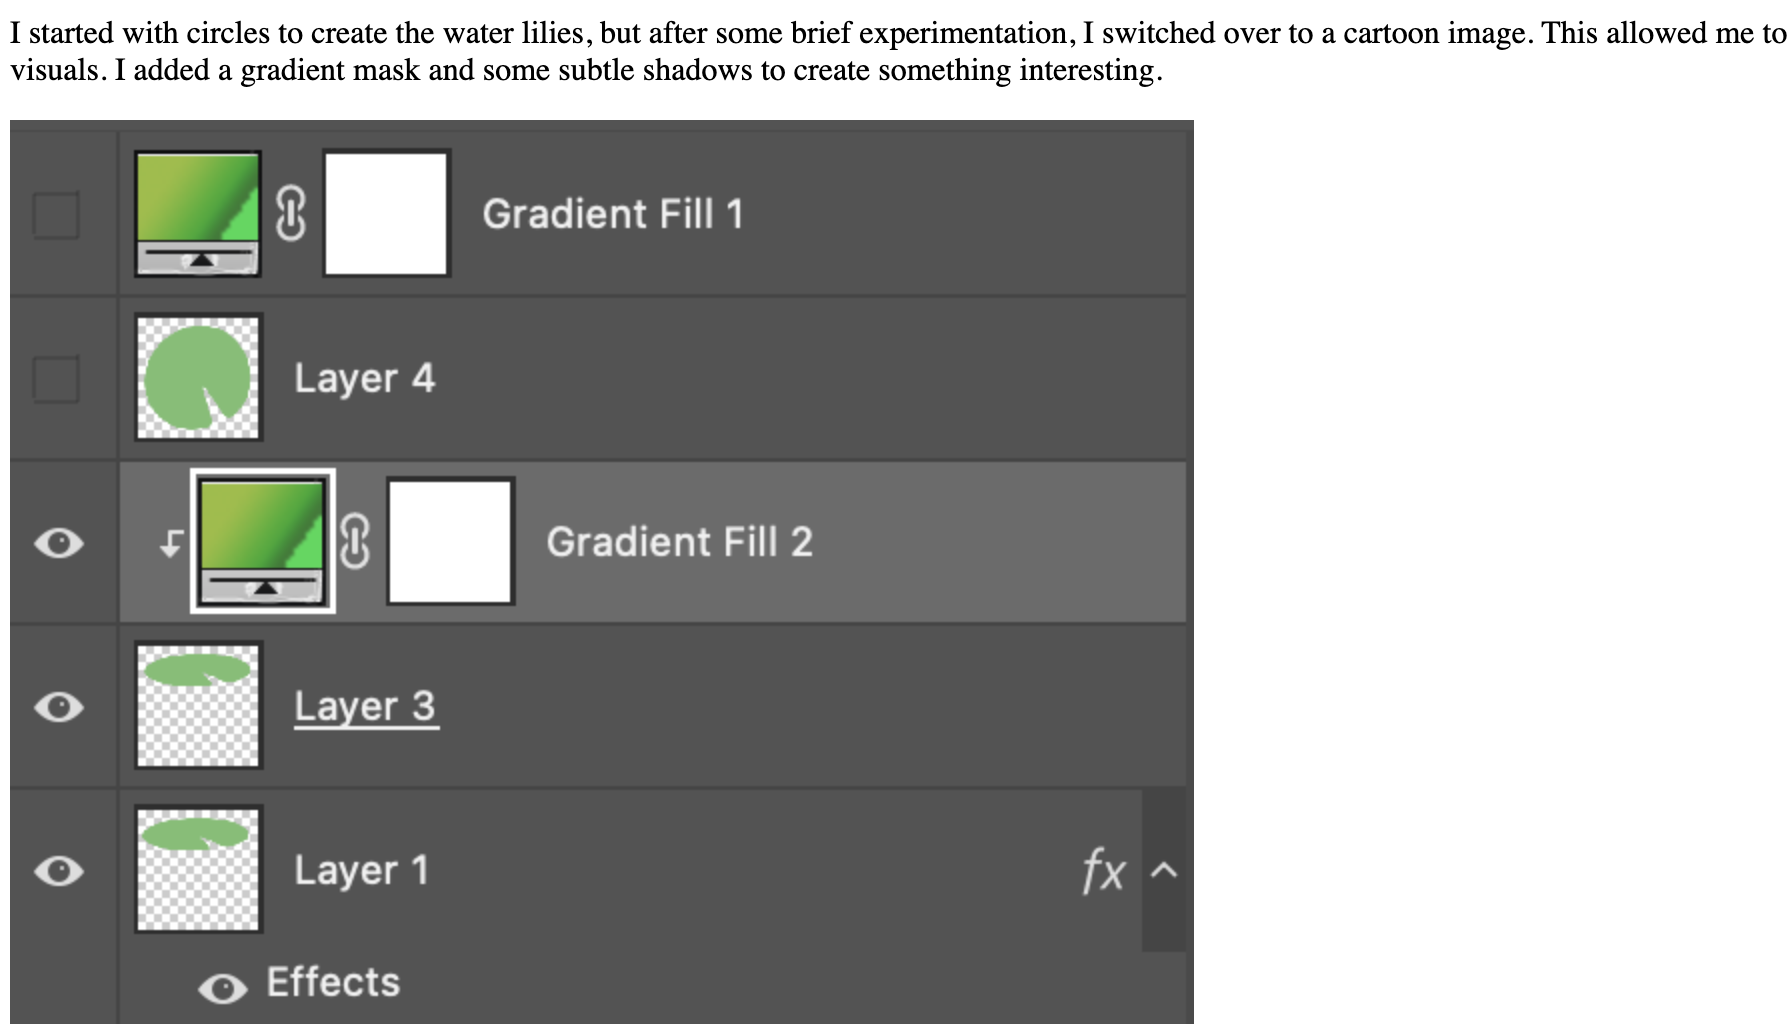 I started with circles to create the water lilies, but after some brief experimentation, I switched over to a cartoon image. This allowed me to
visuals. I added a gradient mask and some subtle shadows to create something interesting.
Gradient Fill 1
Layer 4
Gradient Fill 2
Layer 3
Layer 1 fx
Effects